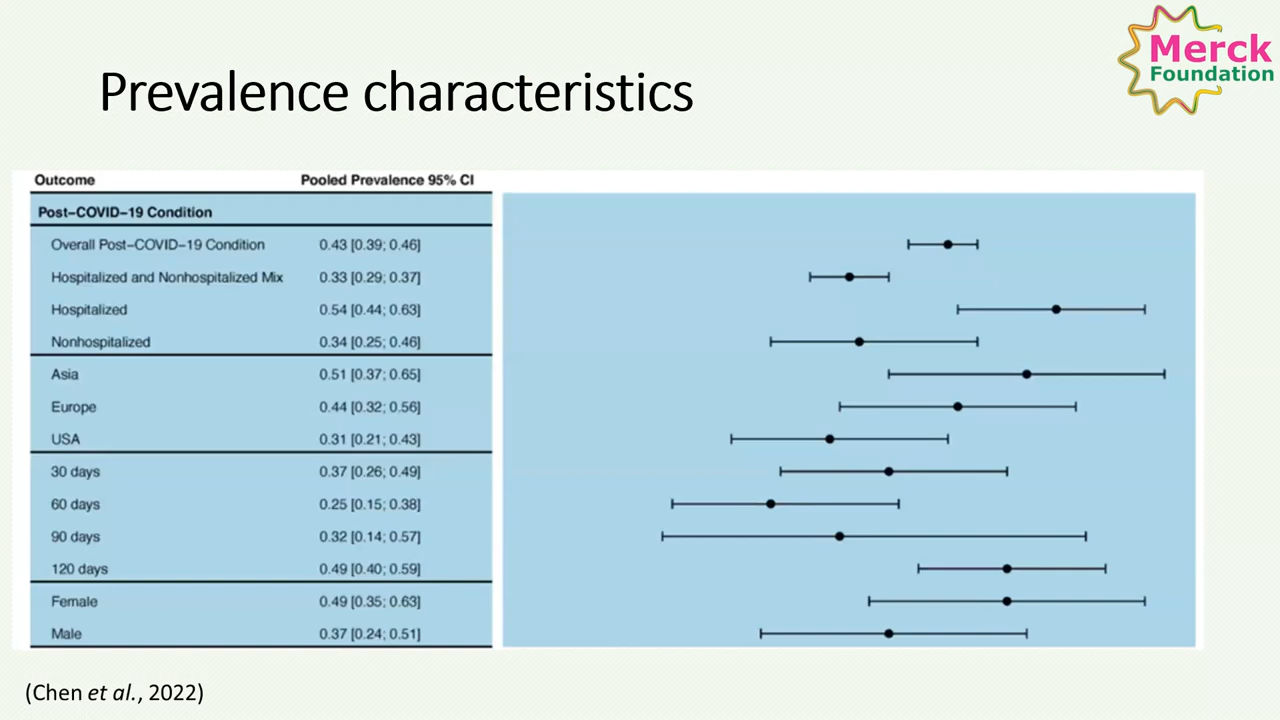 Merck
Foundation
Prevalence characteristics
Outcome Pooled Prevalence 95% CI
Post–COVID–19 Condition
Overall Post–COVID–19 Condition 0.43 [0.39; 0.46]
Hospitalized and Nonhospitalized Mix 0.33 [0.29; 0.37]
Hospitalized 0.54 [0.44; 0.63]
Nonhospitalized 0.34 [0.25; 0.46]
Asia 0.51 [0.37; 0.65]
Europe 0.44 [0.32; 0.56]
USA 0.31 [0.21; 0.43]
30 days 0.37 [0.26; 0.49]
60 days 0.25 [0.15; 0.38]
90 days 0.32 [0.14; 0.57]
120 days 0.49 [0.40; 0.59]
Female 0.49 [0.35; 0.63]
Male 0.37 [0.24; 0.51]
(Chen et al., 2022)